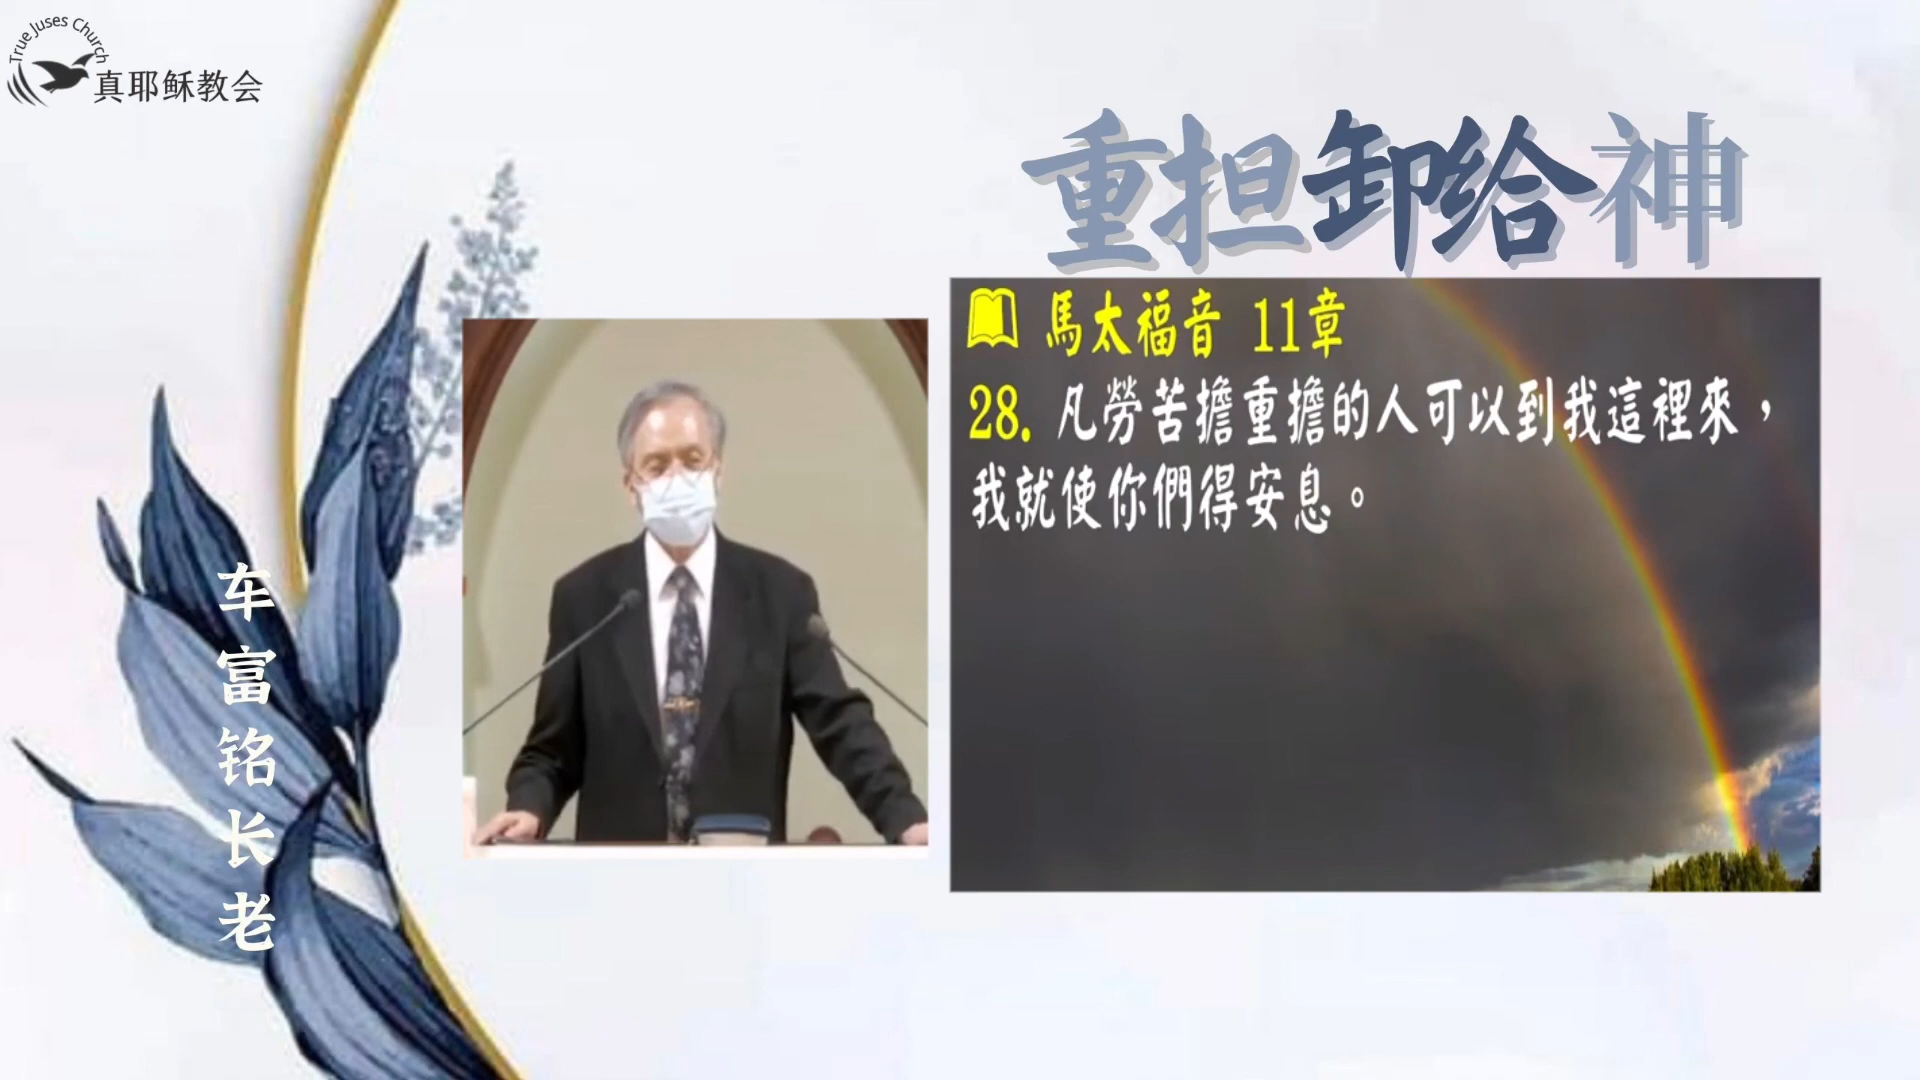 True Juses Church
真耶稣教会
重担卸给神
馬太福音 11章
28. 凡勞苦擔重擔的人可以到我這裡來，
我就使你們得安息。
车富铭长老